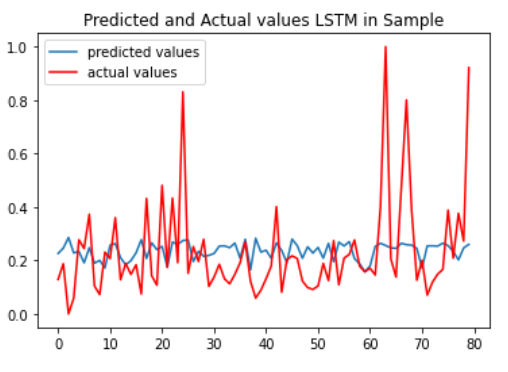 Predicted and Actual values LSTM in Sample
predicted values
actual values
1.0
0.8
0.6
0.4
0.2
0.0
0 10 20 30 40 50 60 70 80